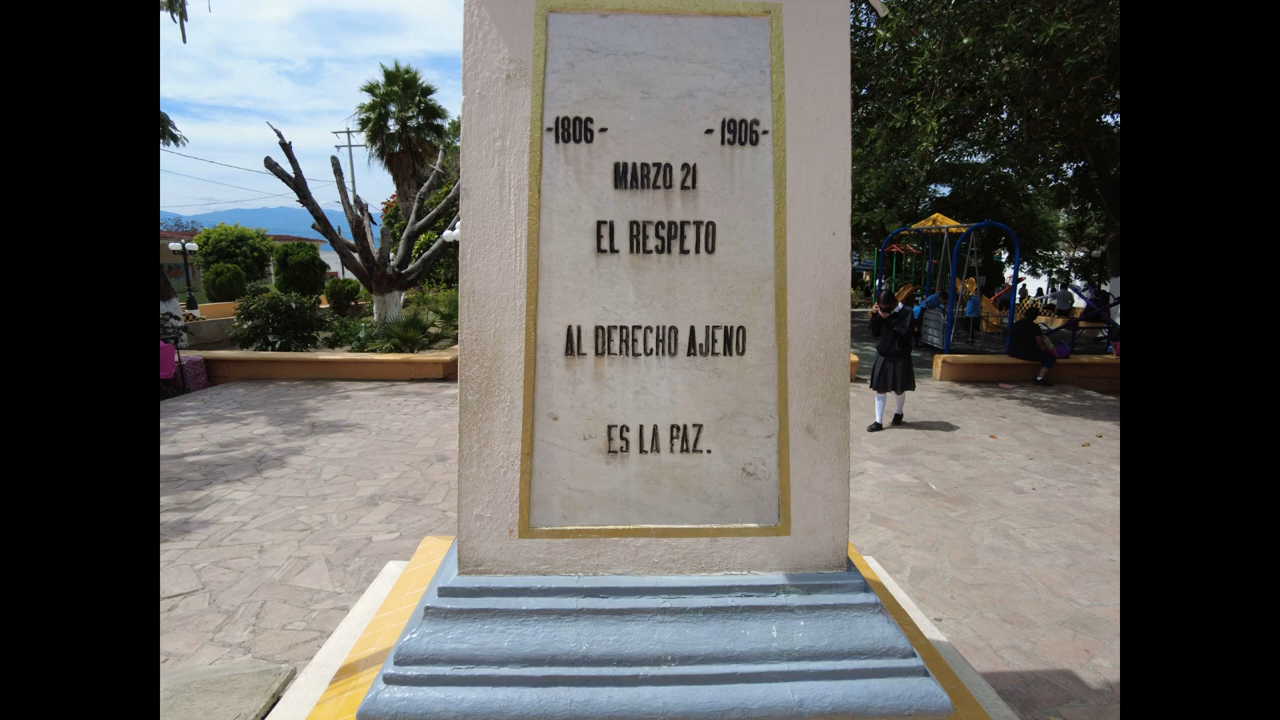 -1806- -1906-
MARZO 21
EL RESPETO
AL DERECHO AJENO
ES LA PAZ.